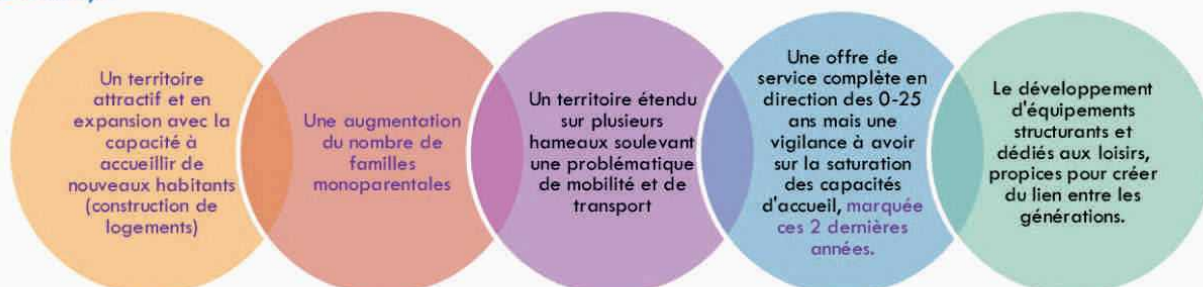 Un territoire
attractif et en
expansion avec la
capacité à
accueillir de
nouveaux habitants
(construction de
logements)
Une augmentation
du nombre de
familles
monoparentales
Un territoire étendu
sur plusieurs
hameaux soulevant
une problématique
de mobilité et de
transport
Une offre de
service complète en
direction des 0-25
ans mais une
vigilance à avoir
sur la saturation
des capacités
d'accueil, marquée
ces 2 dernières
années.
Le développement
d'équipements
structurants et
dédiés aux loisirs,
propices pour créer
du lien entre les
générations.